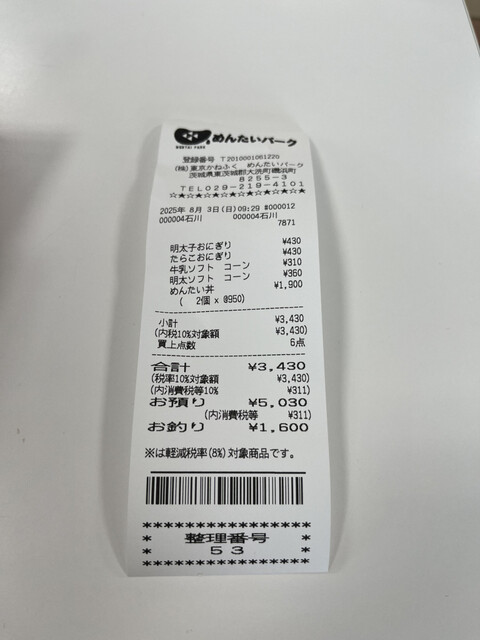 MENTAI PARK
めんたいパーク
登録番号 T2010001061220
(株)東京かねふく めんたいパーク
茨城県東茨城郡大洗町磯浜町
8255-3
TEL029-219-4101
☆★☆★☆★☆★☆★☆★☆★☆★☆★☆
2025年 8月 3日(日)09:29 #000012
000004石川 000004石川
7871
明太子おにぎり ¥430
たらこおにぎり ¥430
牛乳ソフト コーン ¥310
明太ソフト コーン ¥360
めんたい丼 ¥1,900
( 2個 x @950)
小計 ¥3,430
(内税10%対象額 ¥3,430)
買上点数 6点
合計 ¥3,430
(税率10%対象額 ¥3,430)
(内消費税等10% ¥311)
お預り ¥5,030
(内消費税等 ¥311)
お釣り ¥1,600
※は軽減税率(8%)対象商品です。
********************
* 整理番号 *
* 53 *
********************